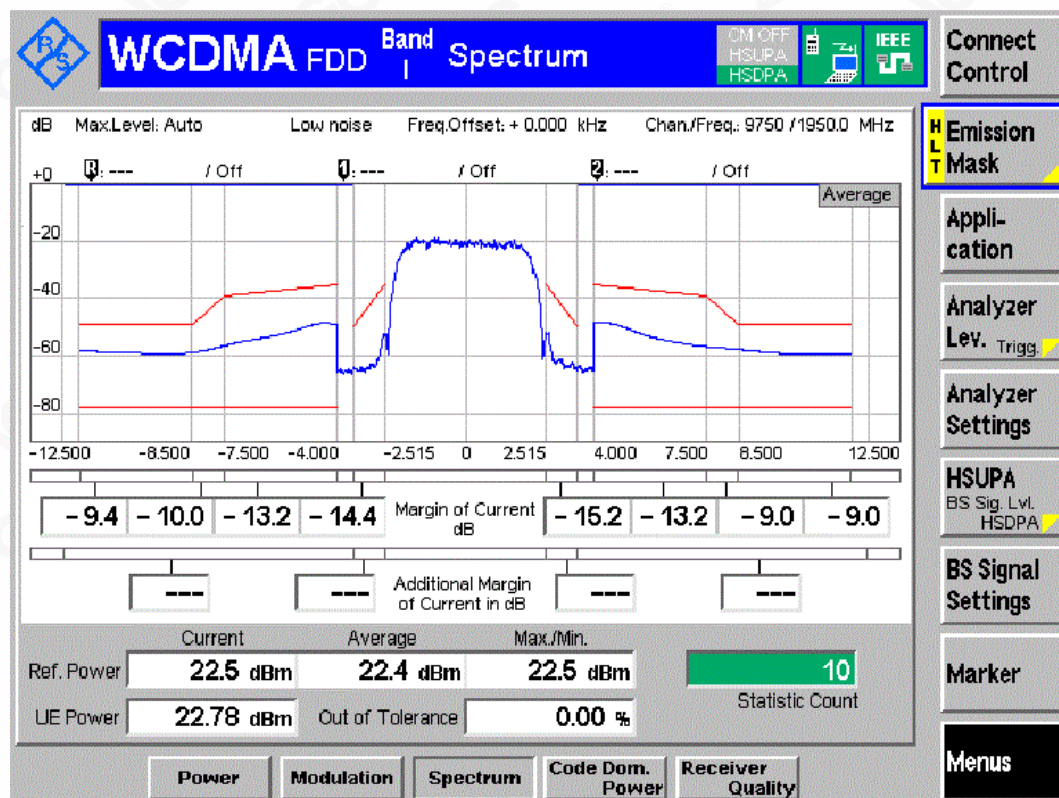 R S
WCDMA FDD Band I Spectrum
CM OFF
HSUPA
HSDPA
IEEE
Connect Control
dB Max.Level: Auto Low noise Freq.Offset: + 0.000 kHz Chan./Freq.: 9750 / 1950.0 MHz
HLT
Emission Mask
R: --- / Off 1: --- / Off 2: --- / Off
+0
Average
-20
-40
-60
-80
-12.500 -8.500 -7.500 -4.000 -2.515 0 2.515 4.000 7.500 8.500 12.500
Appli-
cation
Analyzer
Lev. Trigg.
Analyzer
Settings
HSUPA
BS Sig. Lvl.
HSDPA
- 9.4 - 10.0 - 13.2 - 14.4 Margin of Current dB - 15.2 - 13.2 - 9.0 - 9.0
--- --- Additional Margin of Current in dB --- ---
BS Signal
Settings
Current Average Max./Min.
Ref. Power 22.5 dBm 22.4 dBm 22.5 dBm 10
Statistic Count
UE Power 22.78 dBm Out of Tolerance 0.00 %
Marker
Menus
Power Modulation Spectrum Code Dom. Power Receiver Quality